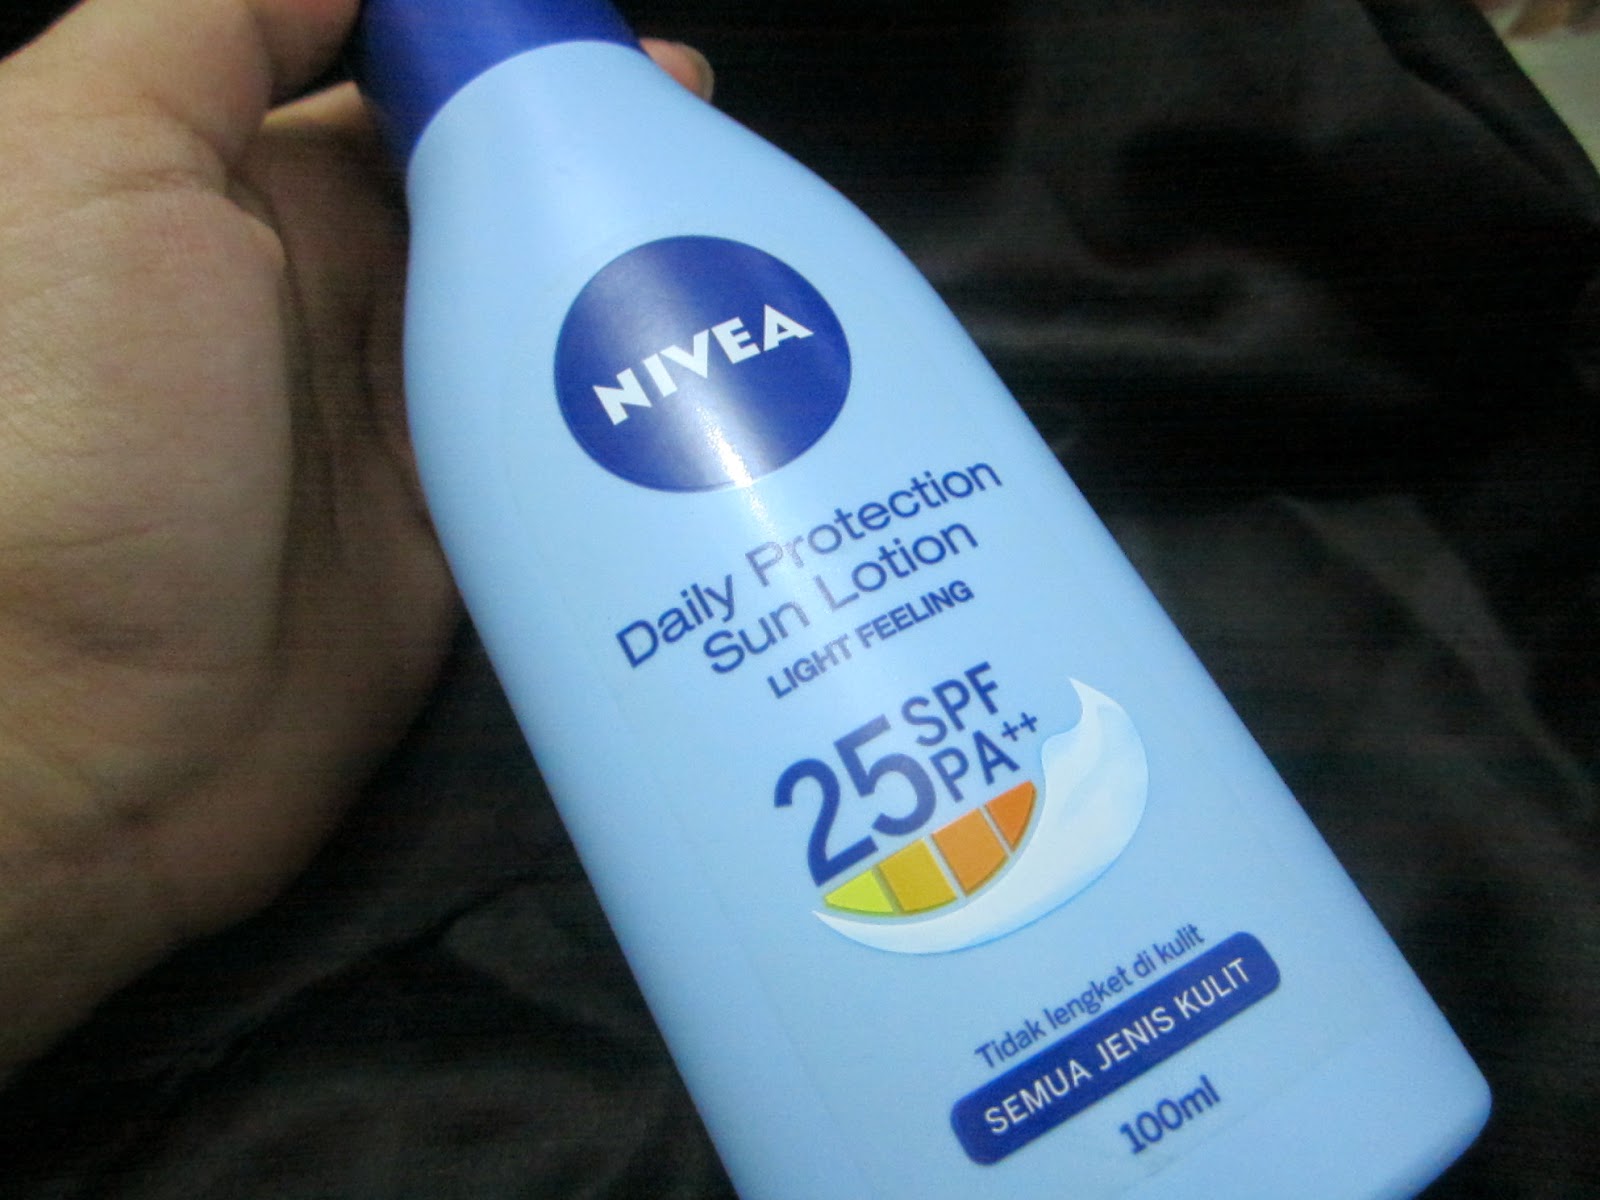 NIVEA
Daily Protection
Sun Lotion
LIGHT FEELING
25 SPF
PA++
Tidak lengket di kulit
SEMUA JENIS KULIT
100ml